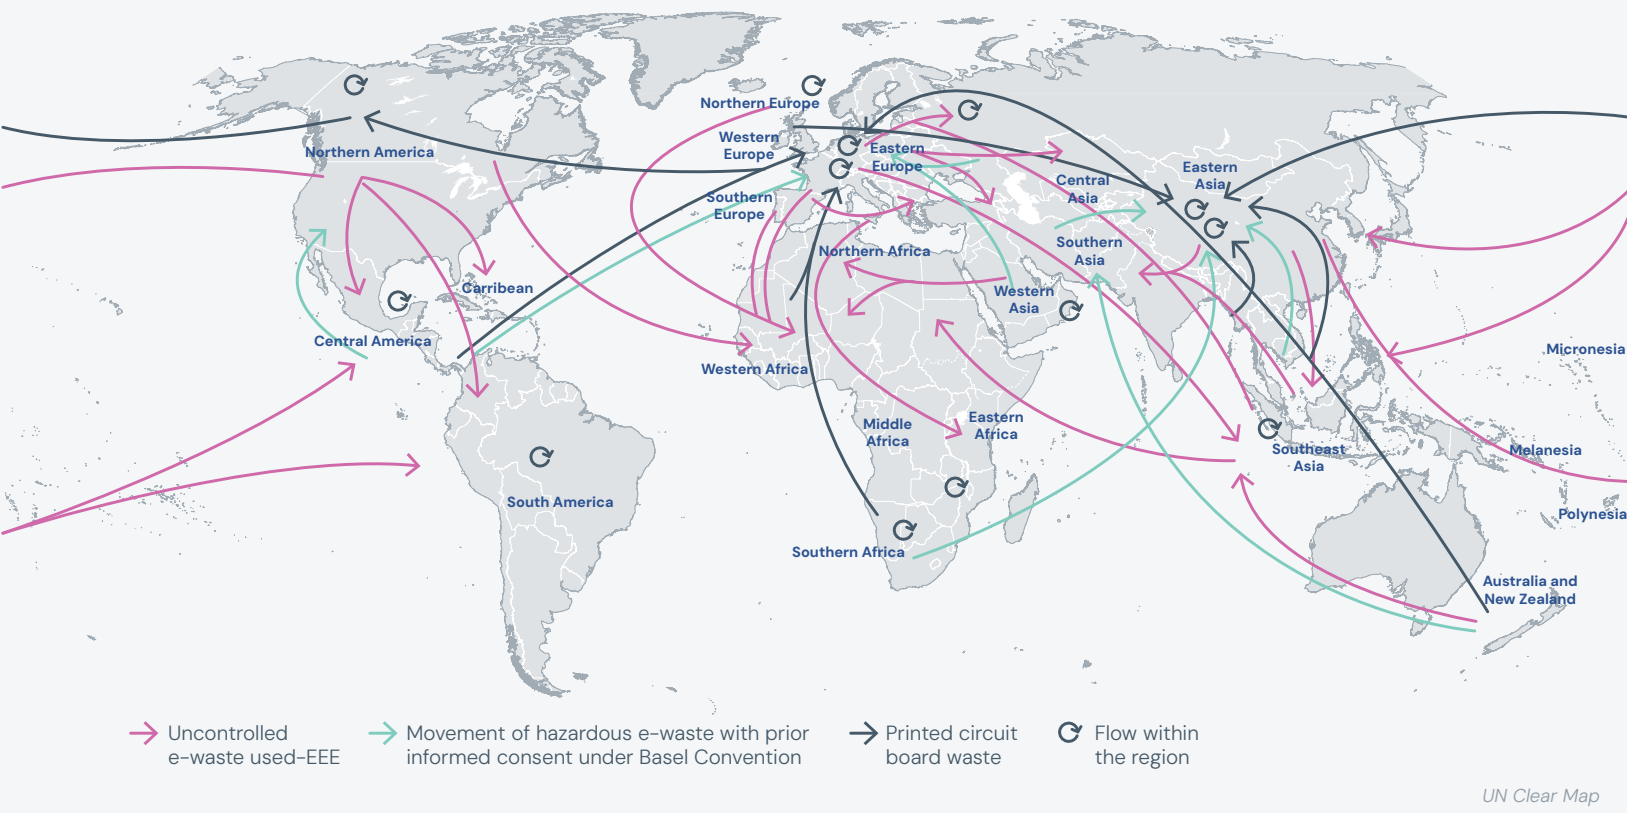 Northern Europe
Western
Europe
Northern America
Eastern
Europe
Eastern
Asia
Central
Asia
Southern
Europe
Northern Africa
Southern
Asia
Carribean
Western
Asia
Central America
Micronesia
Western Africa
Middle
Africa
Eastern
Africa
Southeast
Asia
Melanesia
South America
Polynesia
Southern Africa
Australia and
New Zealand
Uncontrolled
e-waste used-EEE
Movement of hazardous e-waste with prior
informed consent under Basel Convention
Printed circuit
board waste
Flow within
the region
UN Clear Map